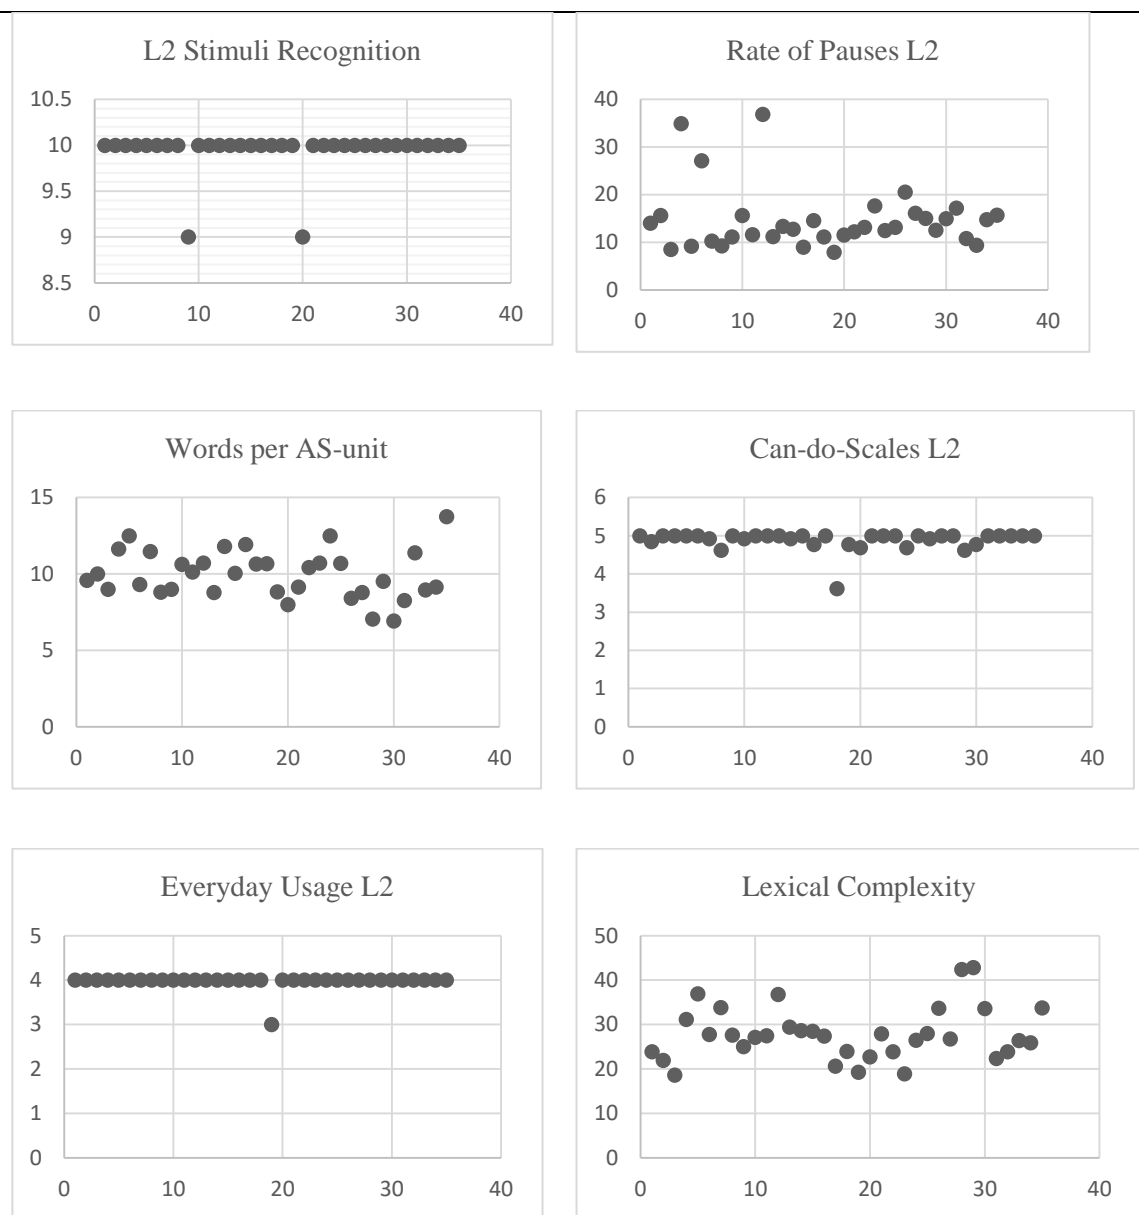 L2 Stimuli Recognition
10.5
10
9.5
9
8.5
0 10 20 30 40
Rate of Pauses L2
40
30
20
10
0
0 10 20 30 40
Words per AS-unit
15
10
5
0
0 10 20 30 40
Can-do-Scales L2
6
5
4
3
2
1
0
0 10 20 30 40
Everyday Usage L2
5
4
3
2
1
0
0 10 20 30 40
Lexical Complexity
50
40
30
20
10
0
0 10 20 30 40